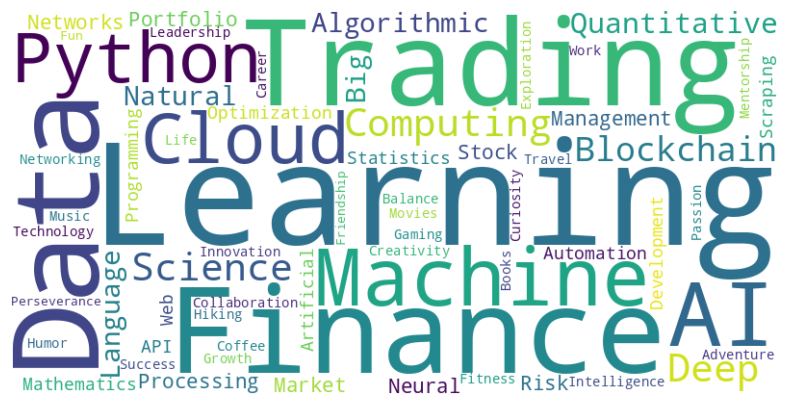 Networks
Portfolio
Fun
Leadership
Python
Trading
Algorithmic
Quantitative
Career
Big
Work
Exploration
Mentorship
Scraping
Natural
Optimization
Cloud
Computing
Management
Blockchain
Data
Programming
Life
Statistics
Stock
Travel
Networking
Learning
Friendship
Balance
Movies
Curiosity
Passion
Music
Technology
Gaming
Development
Language
Innovation
Creativity
Automation
Science
Machine
Books
Perseverance
Web
Collaboration
Hiking
Artificial
Finance
AI
Humor
API
Coffee
Growth
Success
Deep
Adventure
Mathematics
Processing
Market
Neural
Fitness
Risk
Intelligence